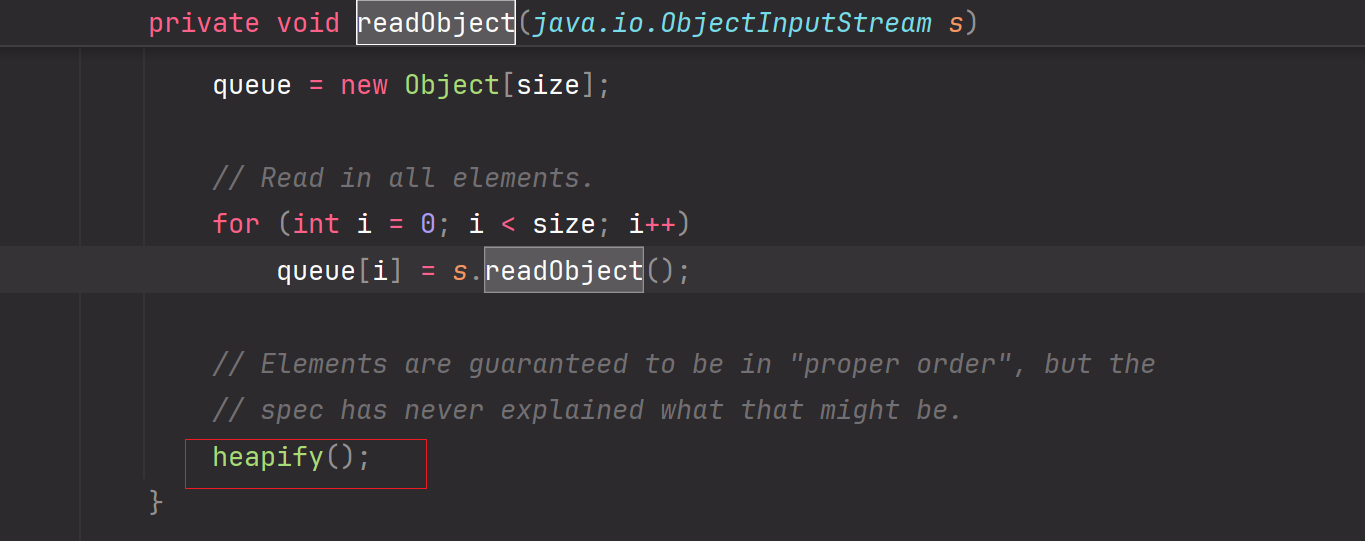 private void readObject(java.io.ObjectInputStream s)
queue = new Object[size];
// Read in all elements.
for (int i = 0; i < size; i++)
queue[i] = s.readObject();
// Elements are guaranteed to be in "proper order", but the
// spec has never explained what that might be.
heapify();
}